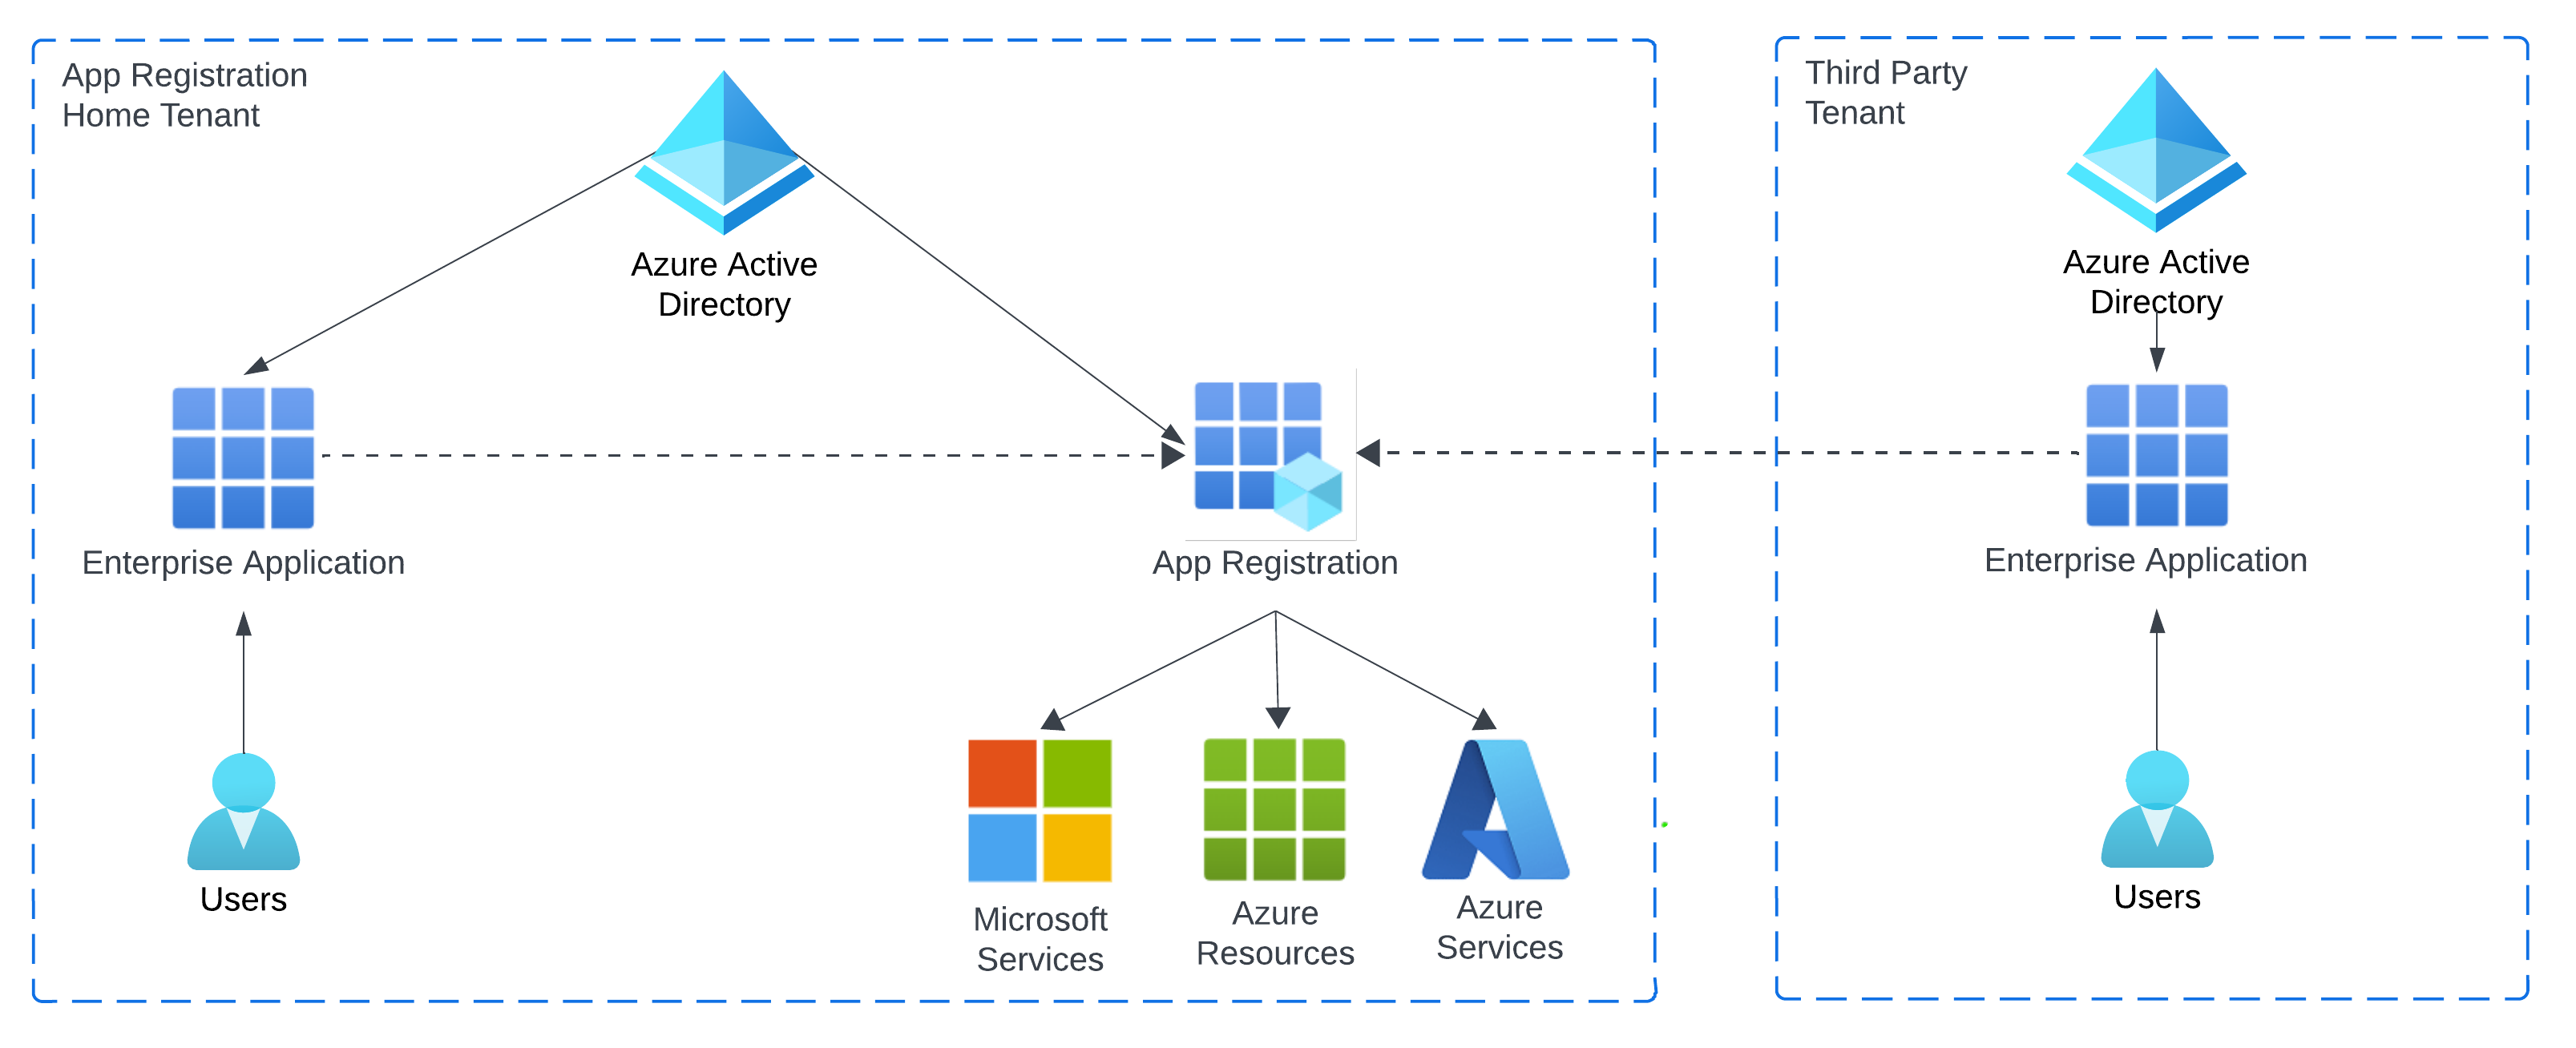 App Registration
Home Tenant
Azure Active
Directory
Enterprise Application
App Registration
Users
Microsoft
Services
Azure
Resources
Azure
Services
Third Party
Tenant
Azure Active
Directory
Enterprise Application
Users